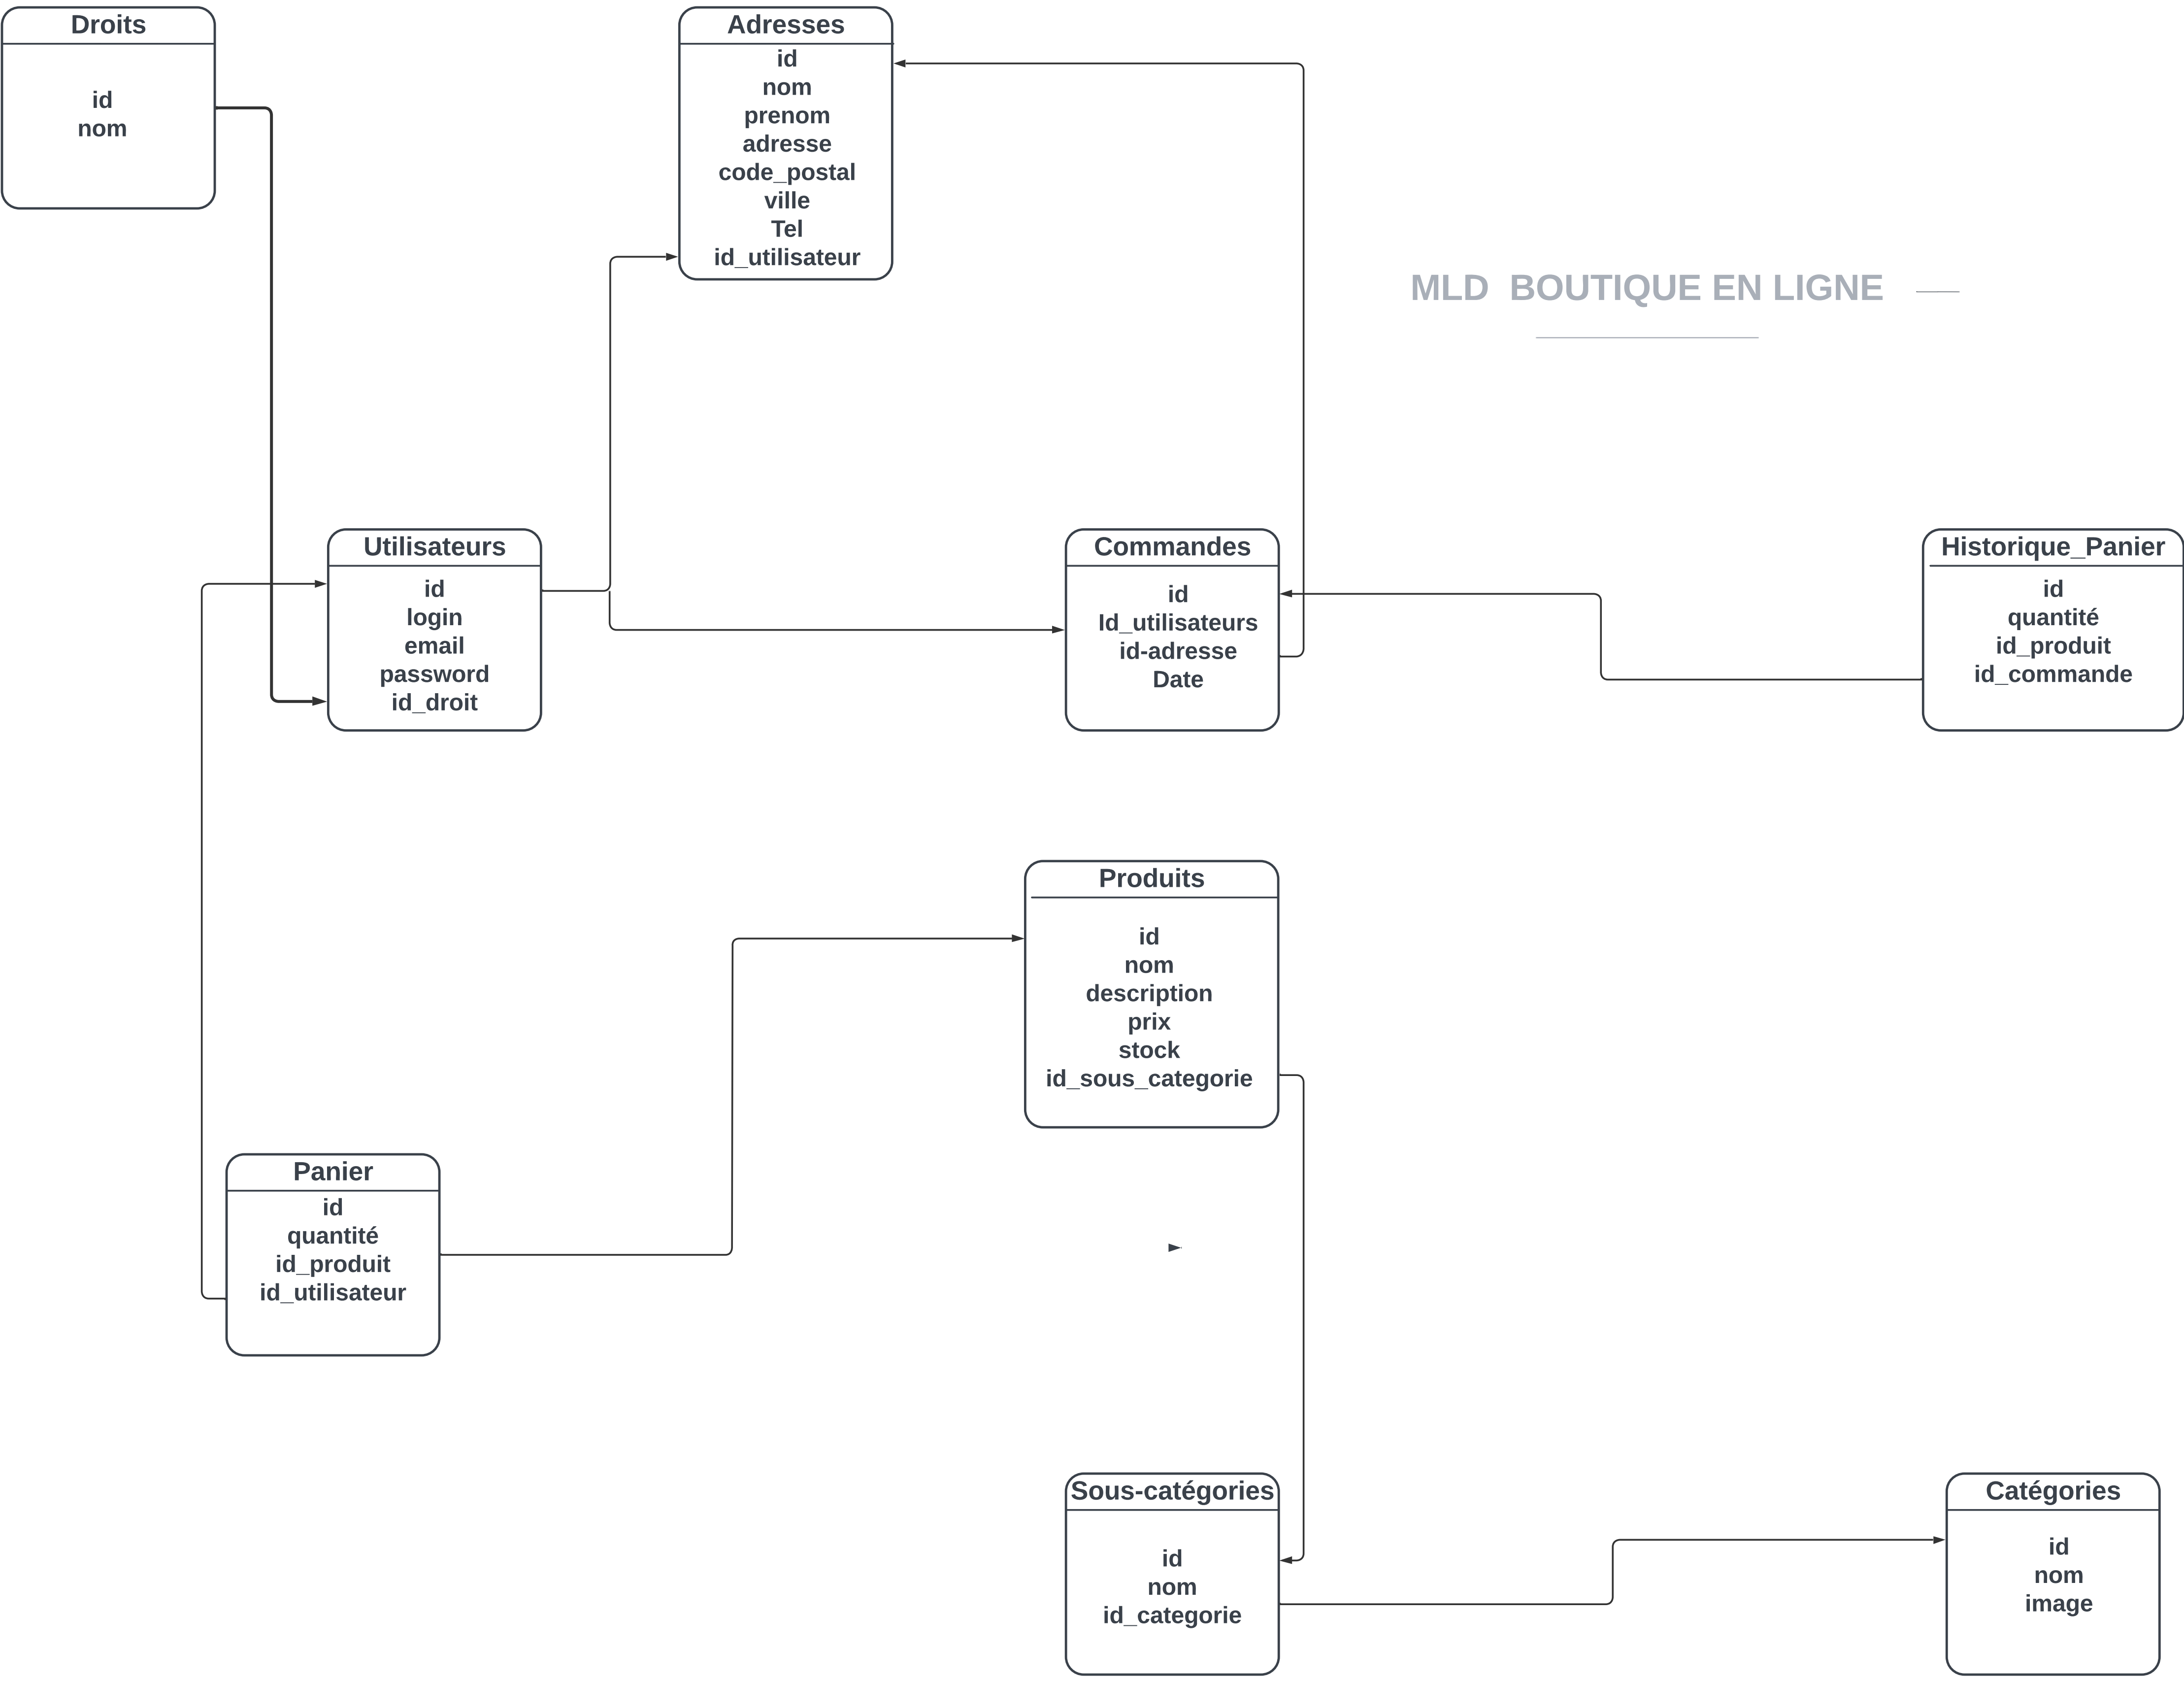 Droits
id
nom
Adresses
id
nom
prenom
adresse
code_postal
ville
Tel
id_utilisateur
MLD  BOUTIQUE EN LIGNE
Utilisateurs
id
login
email
password
id_droit
Commandes
id
Id_utilisateurs
id-adresse
Date
Historique_Panier
id
quantité
id_produit
id_commande
Produits
id
nom
description
prix
stock
id_sous_categorie
Panier
id
quantité
id_produit
id_utilisateur
Sous-catégories
id
nom
id_categorie
Catégories
id
nom
image